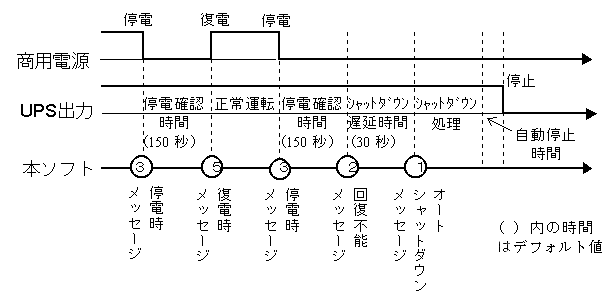 停電 復電 停電
商用電源
停止
UPS出力
停電確認
時間
(150 秒)
正常運転
停電確認
時間
(150 秒)
シャットダウン
遅延時間
(30 秒)
シャットダウン
処理
自動停止
時間
本ソフト
③ ⑤ ③ ② ①
停電時
メッセージ
復電時
メッセージ
停電時
メッセージ
回復不能
メッセージ
オート
シャットダウン
メッセージ
( ) 内の時間
はデフォルト値